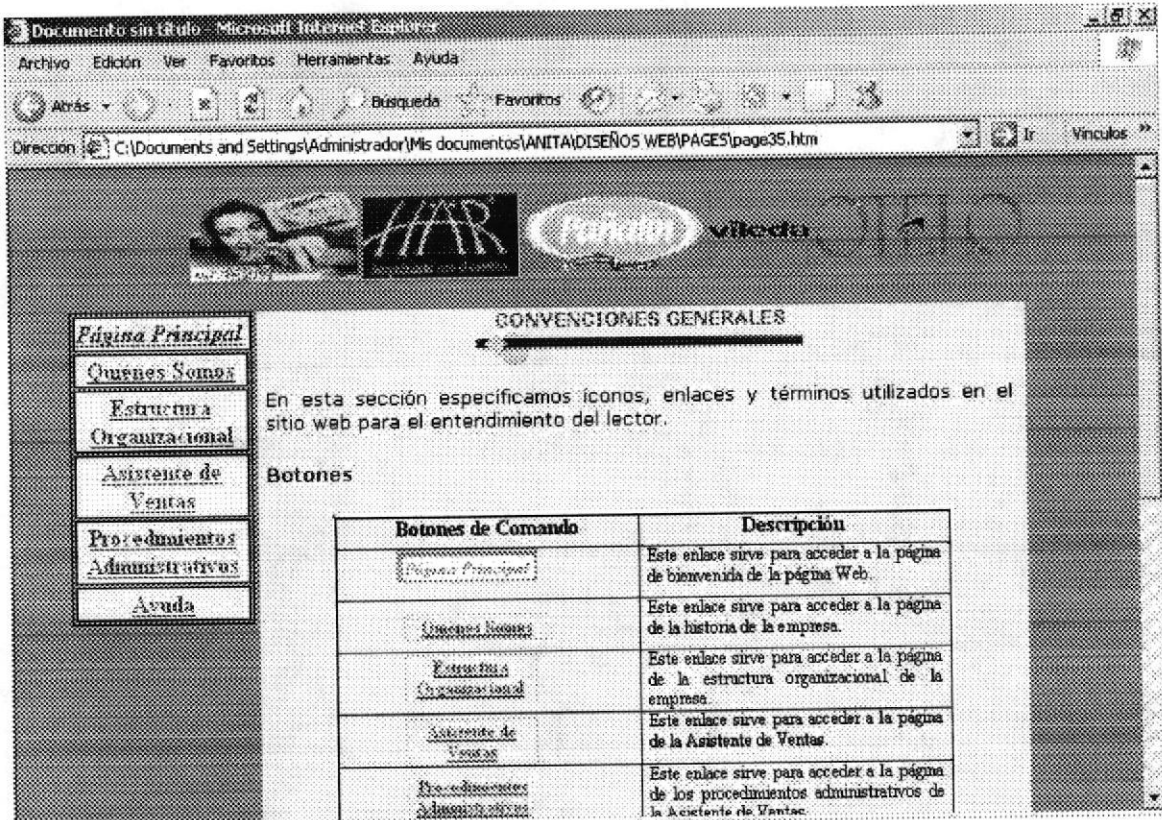 Documento sin título - Microsoft Internet Explorer
Archivo Edición Ver Favoritos Herramientas Ayuda
Atrás Búsqueda Favoritos
Dirección C:\Documents and Settings\Administrador\Mis documentos\ANITA\DISEÑOS WEB\PAGES\page35.htm Ir Vínculos »
HAR Pañalín vileda
CONVENCIONES GENERALES
Página Principal
Quiénes Somos
Estructura
Organizacional
Asistente de
Ventas
Procedimientos
Administrativos
Ayuda
En esta sección especificamos íconos, enlaces y términos utilizados en el
sitio web para el entendimiento del lector.
Botones
Botones de Comando Descripción
Página Principal
Este enlace sirve para acceder a la página
de bienvenida de la página Web.
Quiénes Somos
Este enlace sirve para acceder a la página
de la historia de la empresa.
Estructura
Organizacional
Este enlace sirve para acceder a la página
de la estructura organizacional de la
empresa.
Asistente de
Ventas
Este enlace sirve para acceder a la página
de la Asistente de Ventas.
Procedimientos
Administrativos
Este enlace sirve para acceder a la página
de los procedimientos administrativos de
la Asistente de Ventas.